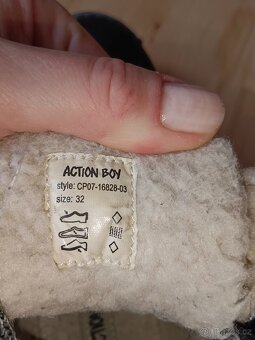 ACTION BOY
style: CP07-16828-03
size: 32